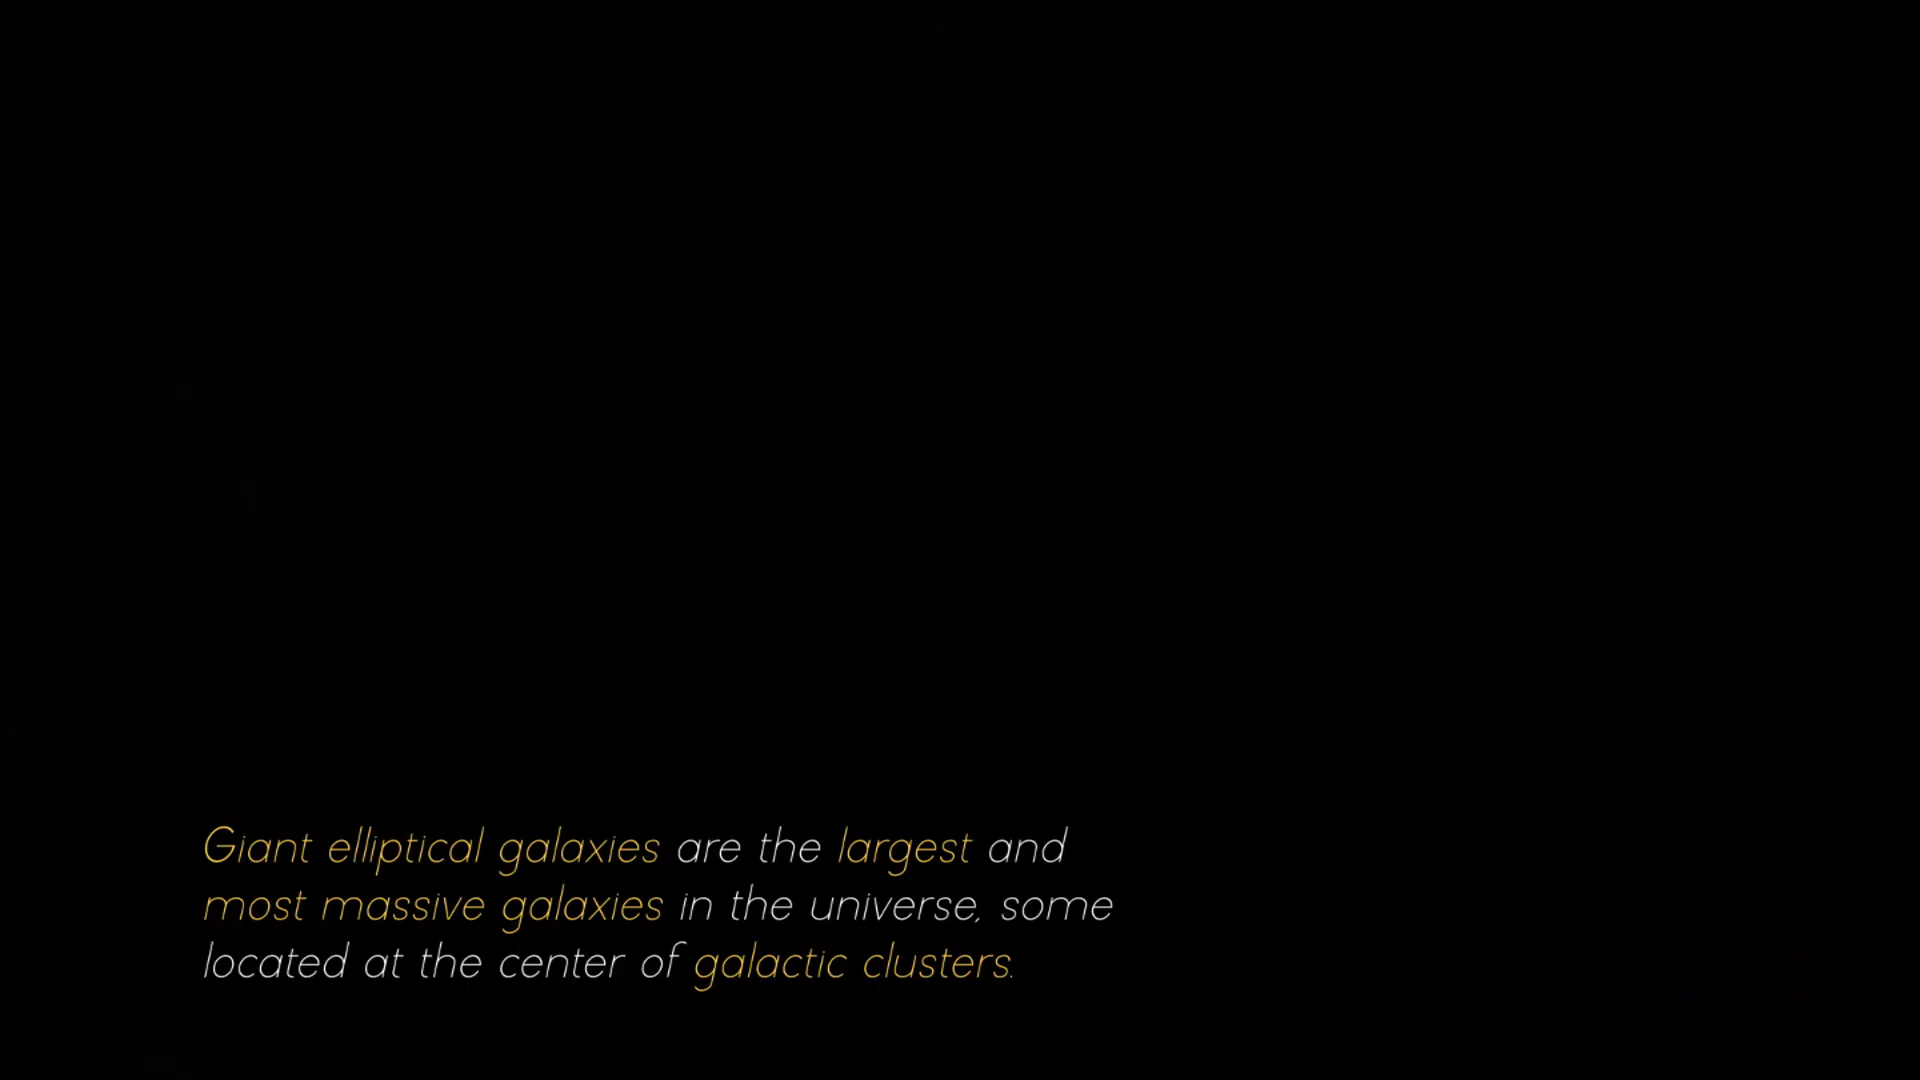 Giant elliptical galaxies are the largest and
most massive galaxies in the universe, some
located at the center of galactic clusters.